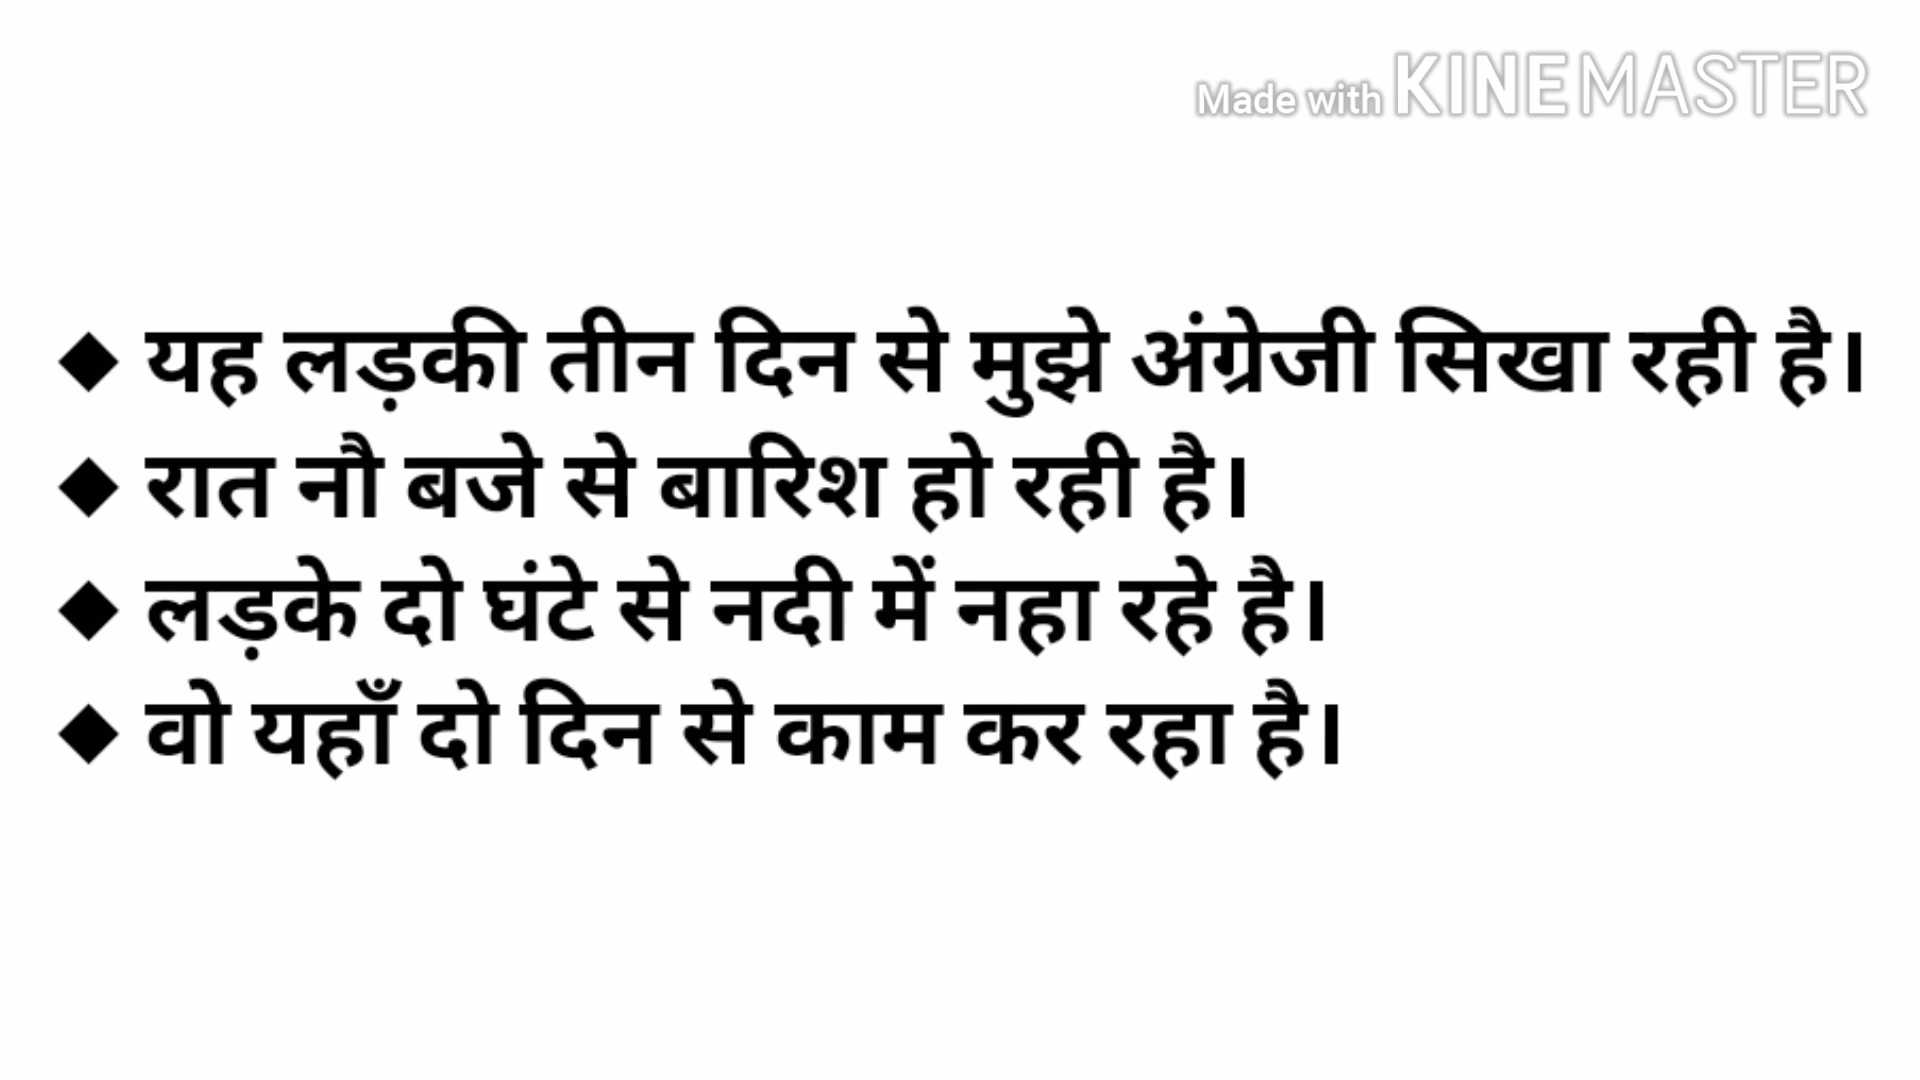 Made with KINEMASTER
◆ यह लड़की तीन दिन से मुझे अंग्रेजी सिखा रही है।
◆ रात नौ बजे से बारिश हो रही है।
◆ लड़के दो घंटे से नदी में नहा रहे है।
◆ वो यहाँ दो दिन से काम कर रहा है।